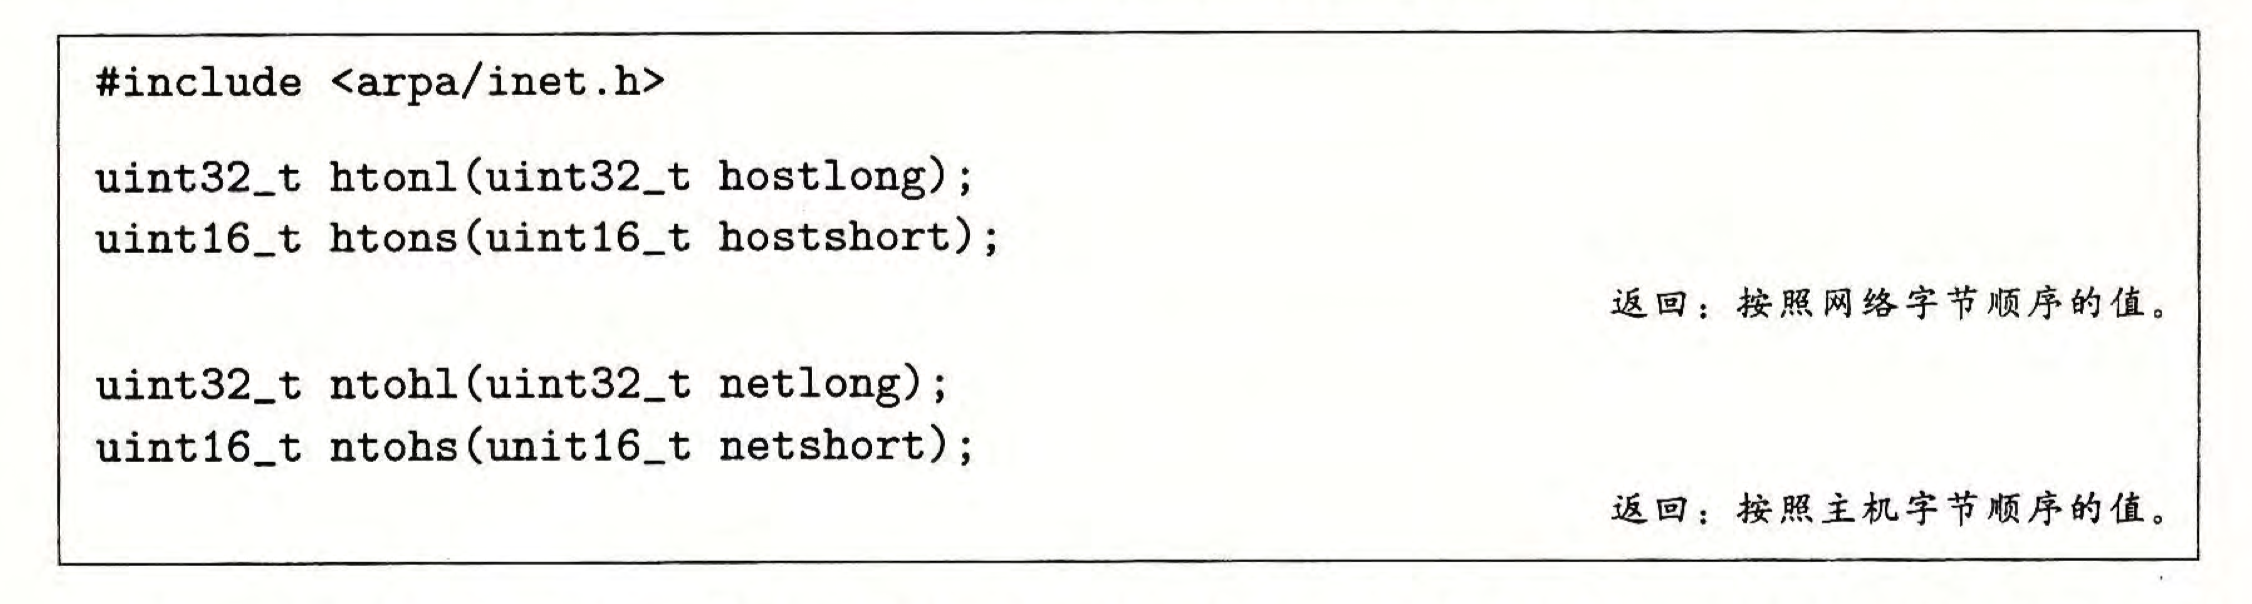 #include <arpa/inet.h>
uint32_t htonl(uint32_t hostlong);
uint16_t htons(uint16_t hostshort);
返回：按照网络字节顺序的值。
uint32_t ntohl(uint32_t netlong);
uint16_t ntohs(unit16_t netshort);
返回：按照主机字节顺序的值。